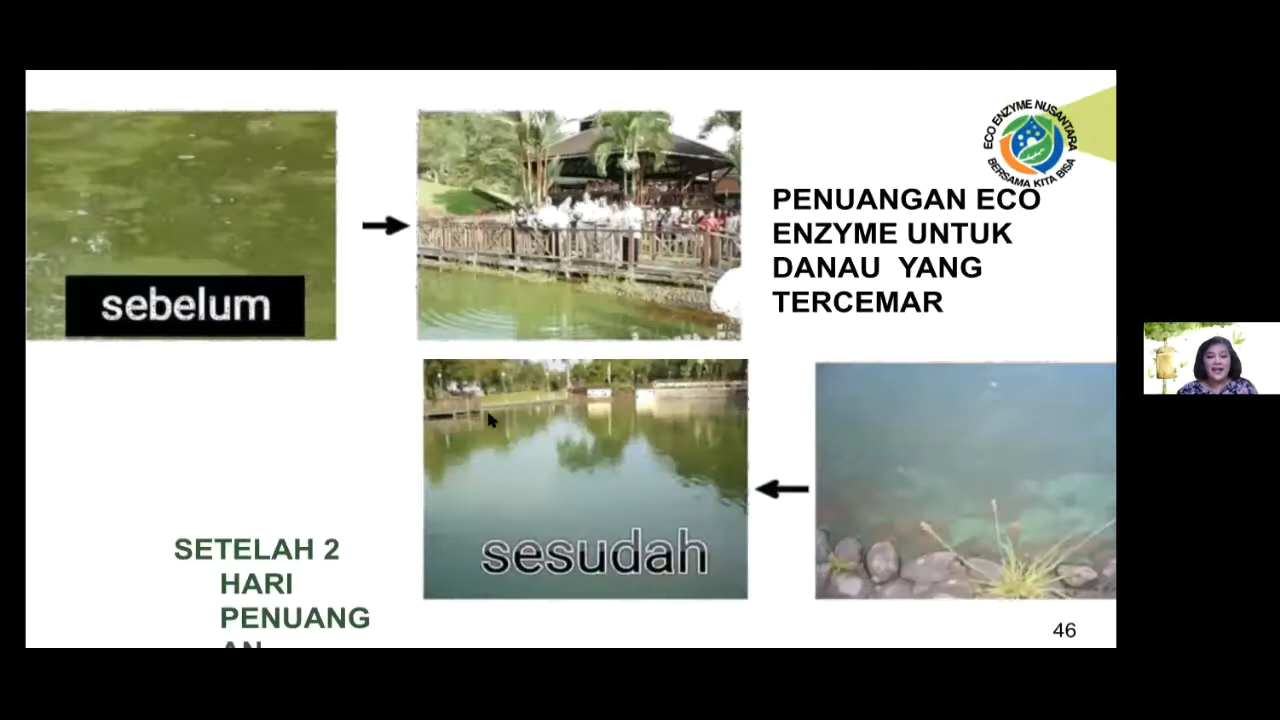 sebelum
ECO ENZYME NUSANTARA
BERSAMA KITA BISA
PENUANGAN ECO
ENZYME UNTUK
DANAU YANG
TERCEMAR
sesudah
SETELAH 2
HARI
PENUANG
AN
46